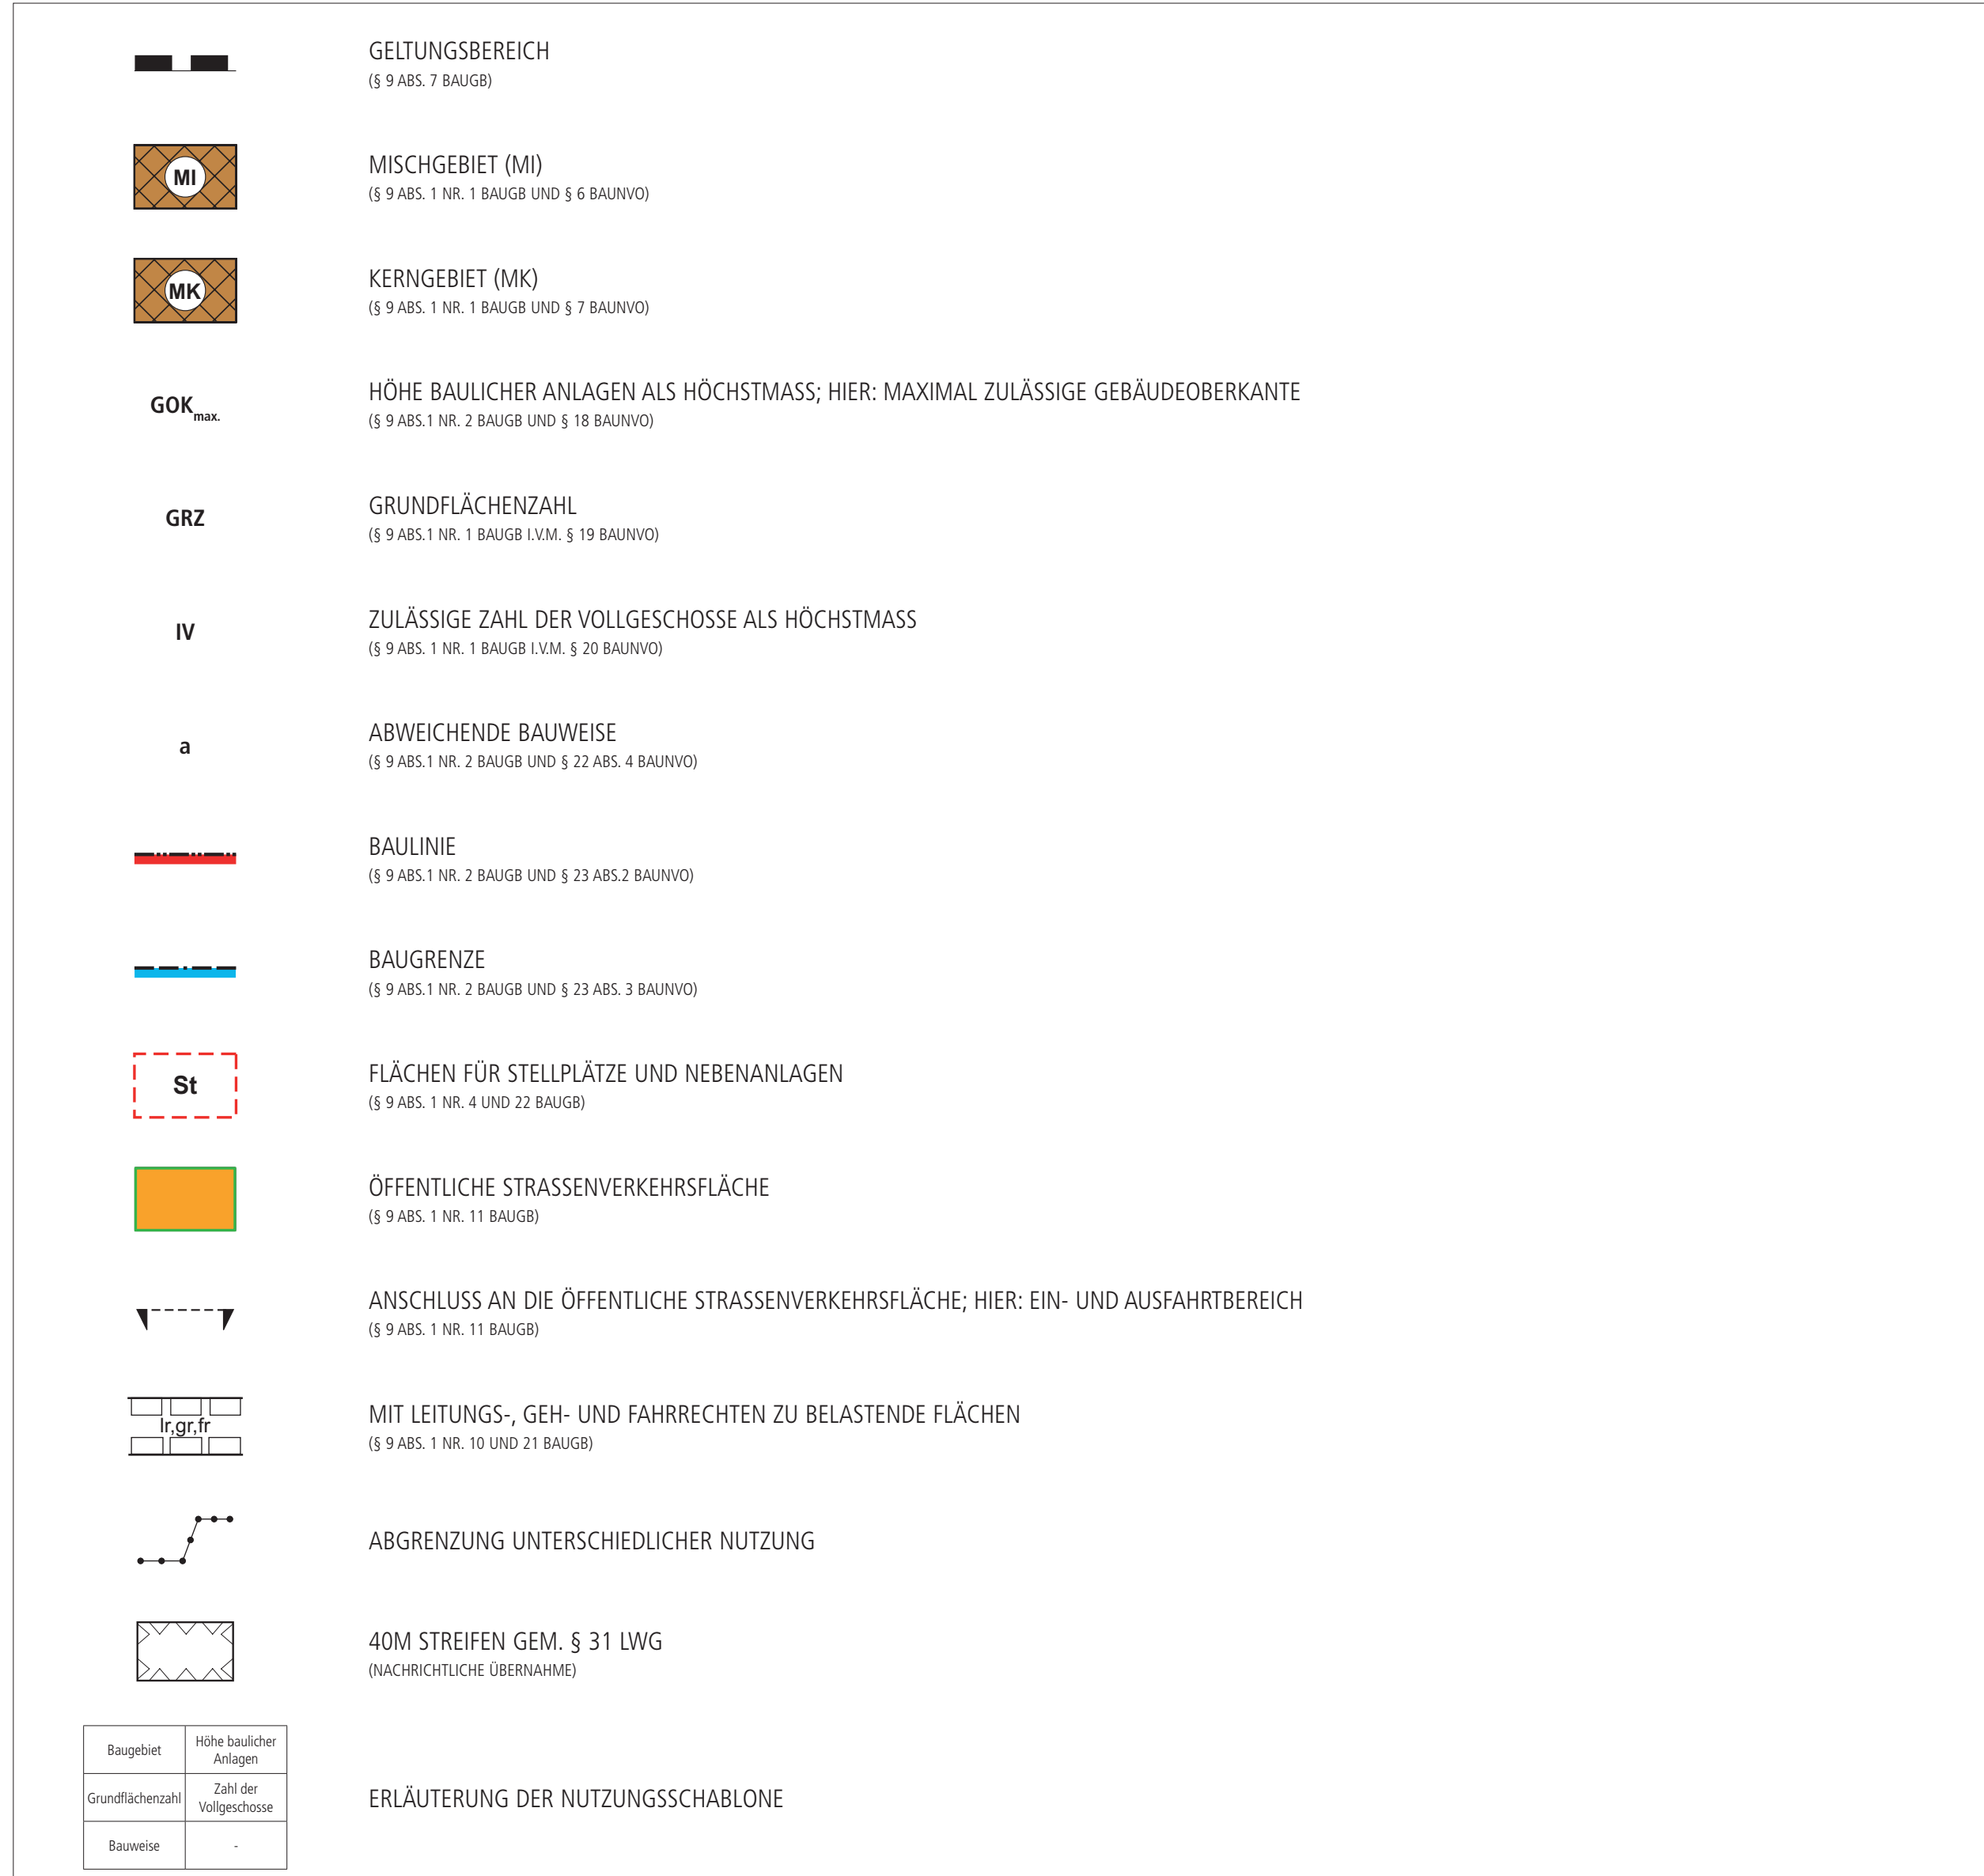 GELTUNGSBEREICH
(§ 9 ABS. 7 BAUGB)
MI
MISCHGEBIET (MI)
(§ 9 ABS. 1 NR. 1 BAUGB UND § 6 BAUNVO)
MK
KERNGEBIET (MK)
(§ 9 ABS. 1 NR. 1 BAUGB UND § 7 BAUNVO)
GOK max.
HÖHE BAULICHER ANLAGEN ALS HÖCHSTMASS; HIER: MAXIMAL ZULÄSSIGE GEBÄUDEOBERKANTE
(§ 9 ABS.1 NR. 2 BAUGB UND § 18 BAUNVO)
GRZ
GRUNDFLÄCHENZAHL
(§ 9 ABS.1 NR. 1 BAUGB I.V.M. § 19 BAUNVO)
IV
ZULÄSSIGE ZAHL DER VOLLGESCHOSSE ALS HÖCHSTMASS
(§ 9 ABS. 1 NR. 1 BAUGB I.V.M. § 20 BAUNVO)
a
ABWEICHENDE BAUWEISE
(§ 9 ABS.1 NR. 2 BAUGB UND § 22 ABS. 4 BAUNVO)
BAULINIE
(§ 9 ABS.1 NR. 2 BAUGB UND § 23 ABS.2 BAUNVO)
BAUGRENZE
(§ 9 ABS.1 NR. 2 BAUGB UND § 23 ABS. 3 BAUNVO)
St
FLÄCHEN FÜR STELLPLÄTZE UND NEBENANLAGEN
(§ 9 ABS. 1 NR. 4 UND 22 BAUGB)
ÖFFENTLICHE STRASSENVERKEHRSFLÄCHE
(§ 9 ABS. 1 NR. 11 BAUGB)
ANSCHLUSS AN DIE ÖFFENTLICHE STRASSENVERKEHRSFLÄCHE; HIER: EIN- UND AUSFAHRTBEREICH
(§ 9 ABS. 1 NR. 11 BAUGB)
lr,gr,fr
MIT LEITUNGS-, GEH- UND FAHRRECHTEN ZU BELASTENDE FLÄCHEN
(§ 9 ABS. 1 NR. 10 UND 21 BAUGB)
ABGRENZUNG UNTERSCHIEDLICHER NUTZUNG
40M STREIFEN GEM. § 31 LWG
(NACHRICHTLICHE ÜBERNAHME)
Baugebiet
Höhe baulicher
Anlagen
Grundflächenzahl
Zahl der
Vollgeschosse
Bauweise
-
ERLÄUTERUNG DER NUTZUNGSSCHABLONE